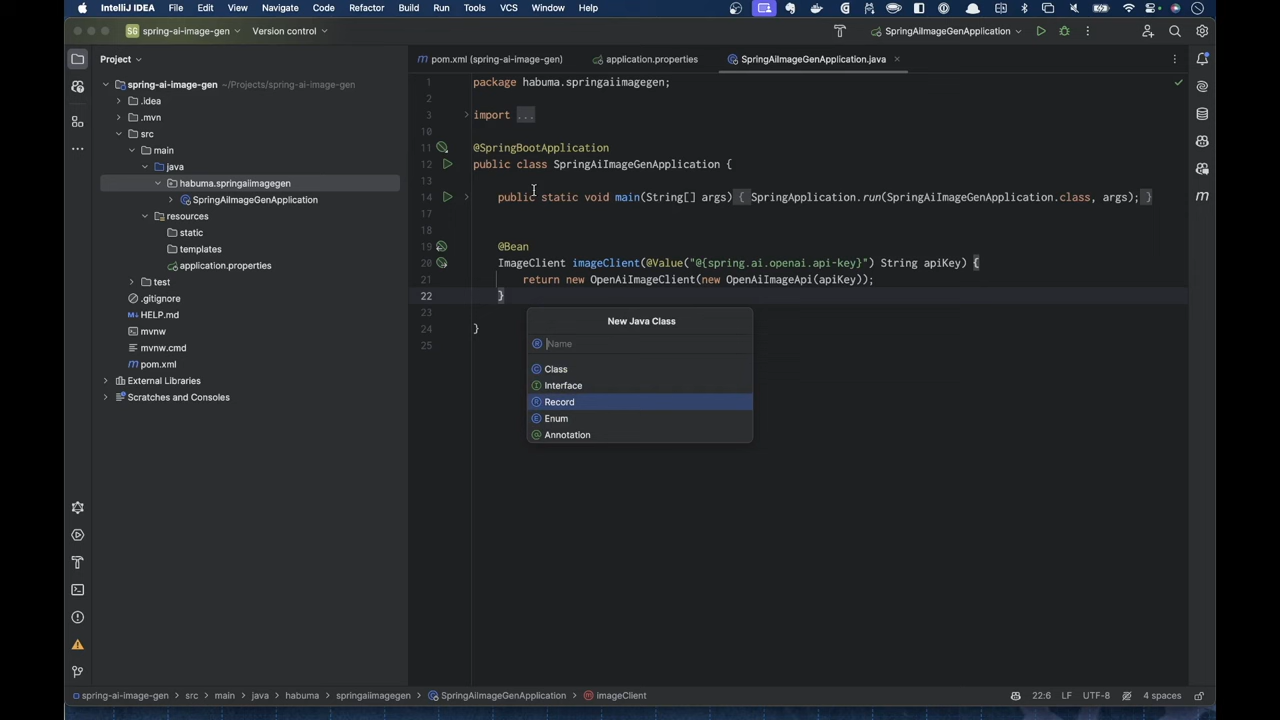 IntelliJ IDEA File Edit View Navigate Code Refactor Build Run Tools VCS Window Help
SG spring-ai-image-gen Version control SpringAiImageGenApplication
Project
pom.xml (spring-ai-image-gen) application.properties SpringAiImageGenApplication.java
spring-ai-image-gen ~/Projects/spring-ai-image-gen
.idea
.mvn
src
main
java
habuma.springaiimagegen
SpringAiImageGenApplication
resources
static
templates
application.properties
test
.gitignore
HELP.md
mvnw
mvnw.cmd
pom.xml
External Libraries
Scratches and Consoles
1 package habuma.springaiimagegen;
2
3 import ...
10
11 @SpringBootApplication
12 public class SpringAiImageGenApplication {
13
14 public static void main(String[] args) { SpringApplication.run(SpringAiImageGenApplication.class, args); }
17
18
19 @Bean
20 ImageClient imageClient(@Value("@{spring.ai.openai.api-key}") String apiKey) {
21 return new OpenAiImageClient(new OpenAiImageApi(apiKey));
22 }
23
24 }
25
New Java Class
Name
Class
Interface
Record
Enum
Annotation
spring-ai-image-gen > src > main > java > habuma > springaiimagegen > SpringAiImageGenApplication > imageClient 22:6 LF UTF-8 4 spaces